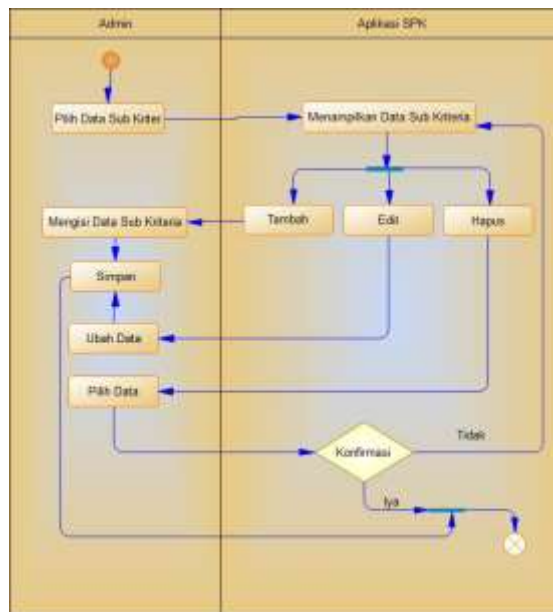 Admin
Aplikasi SPK
Pilih Data Sub Kriter
Menampilkan Data Sub Kriteria
Mengisi Data Sub Kriteria
Tambah
Edit
Hapus
Simpan
Ubah Data
Pilih Data
Konfirmasi
Tidak
Iya